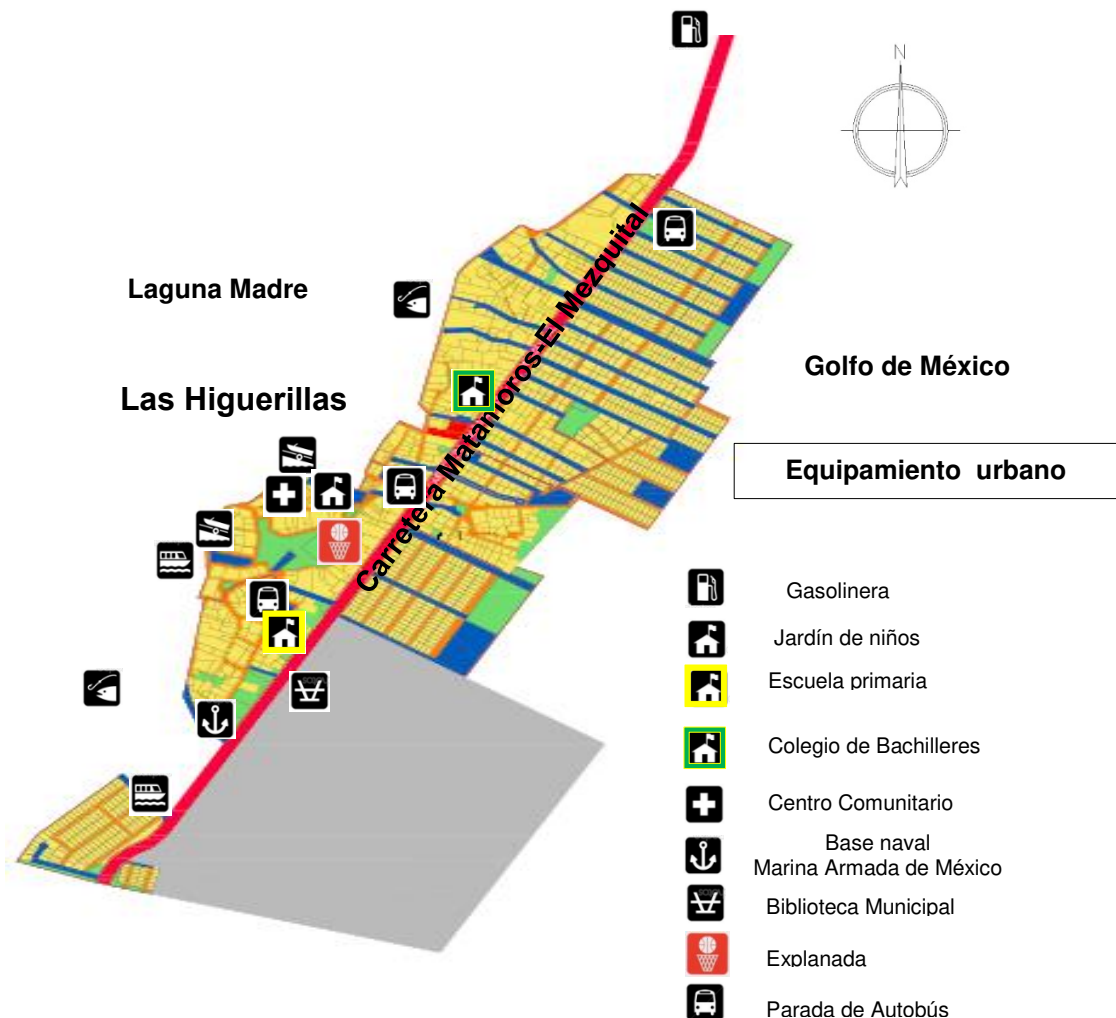 N
Carretera Matamoros-El Mezquital
Laguna Madre
Golfo de México
Las Higuerillas
Equipamiento urbano
Gasolinera
Jardín de niños
Escuela primaria
Colegio de Bachilleres
Centro Comunitario
Base naval
Marina Armada de México
Biblioteca Municipal
Explanada
Parada de Autobús